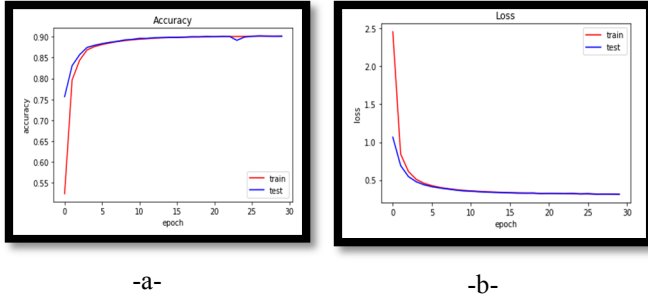 Accuracy
0.90
0.85
0.80
0.75
0.70
0.65
0.60
0.55
accuracy
train
test
0
5
10
15
20
25
30
epoch
-a-
Loss
2.5
2.0
1.5
1.0
0.5
loss
train
test
0
5
10
15
20
25
30
epoch
-b-